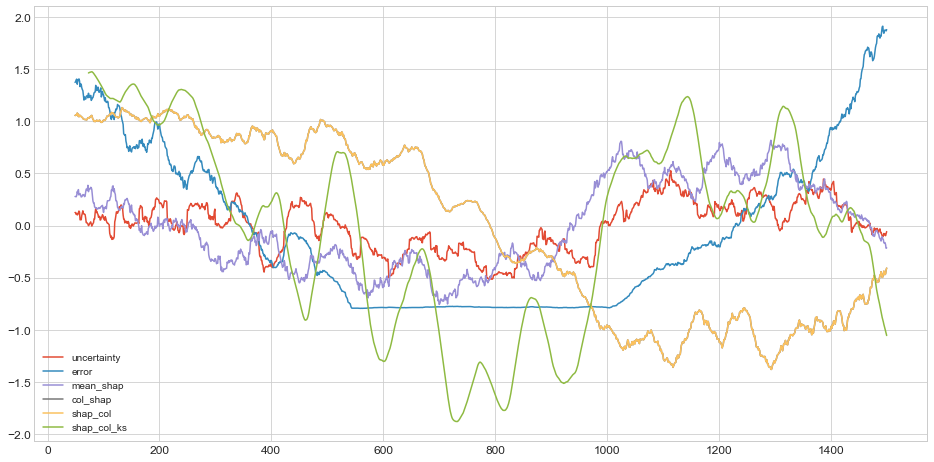 2.0
1.5
1.0
0.5
0.0
−0.5
−1.0
−1.5
−2.0
uncertainty
error
mean_shap
col_shap
shap_col
shap_col_ks
0 200 400 600 800 1000 1200 1400